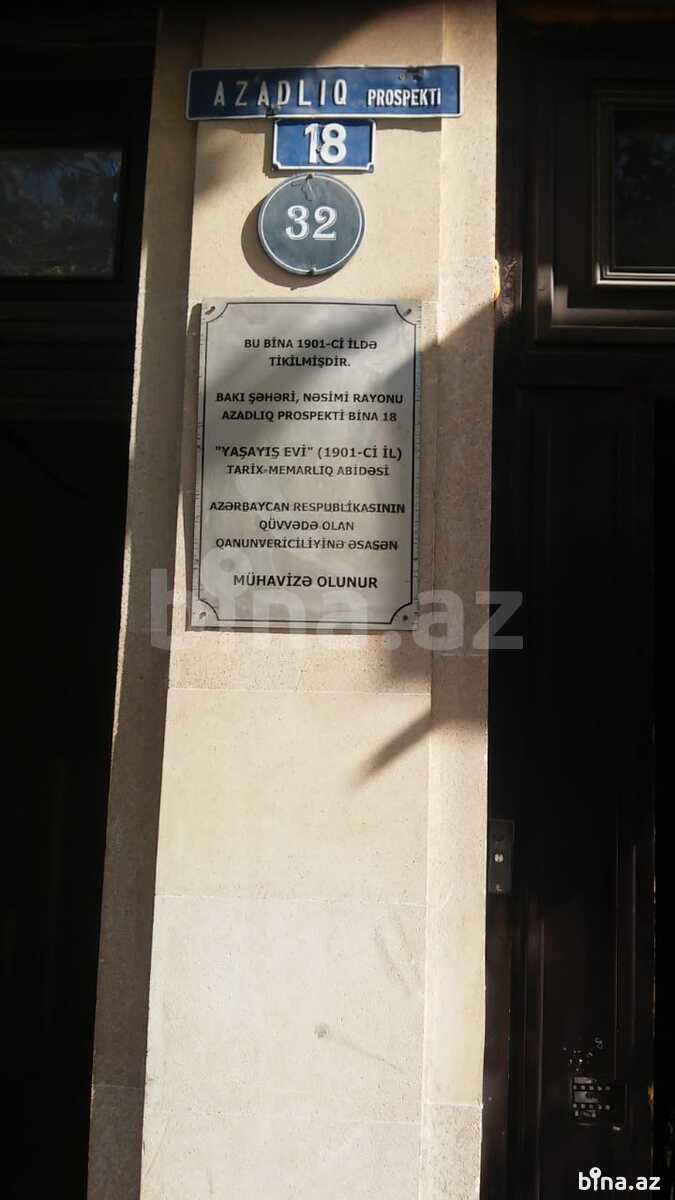 AZADLIQ PROSPEKTİ
18
32
BU BİNA 1901-Cİ İLDƏ
TİKİLMİŞDİR.
BAKI ŞƏHƏRİ, NƏSİMİ RAYONU
AZADLIQ PROSPEKTİ BİNA 18
"YAŞAYIŞ EVİ" (1901-Cİ İL)
TARİX-MEMARLIQ ABİDƏSİ
AZƏRBAYCAN RESPUBLİKASININ
QÜVVƏDƏ OLAN
QANUNVERİCİLİYİNƏ ƏSASƏN
MÜHAVİZƏ OLUNUR
bina.az
bina.az